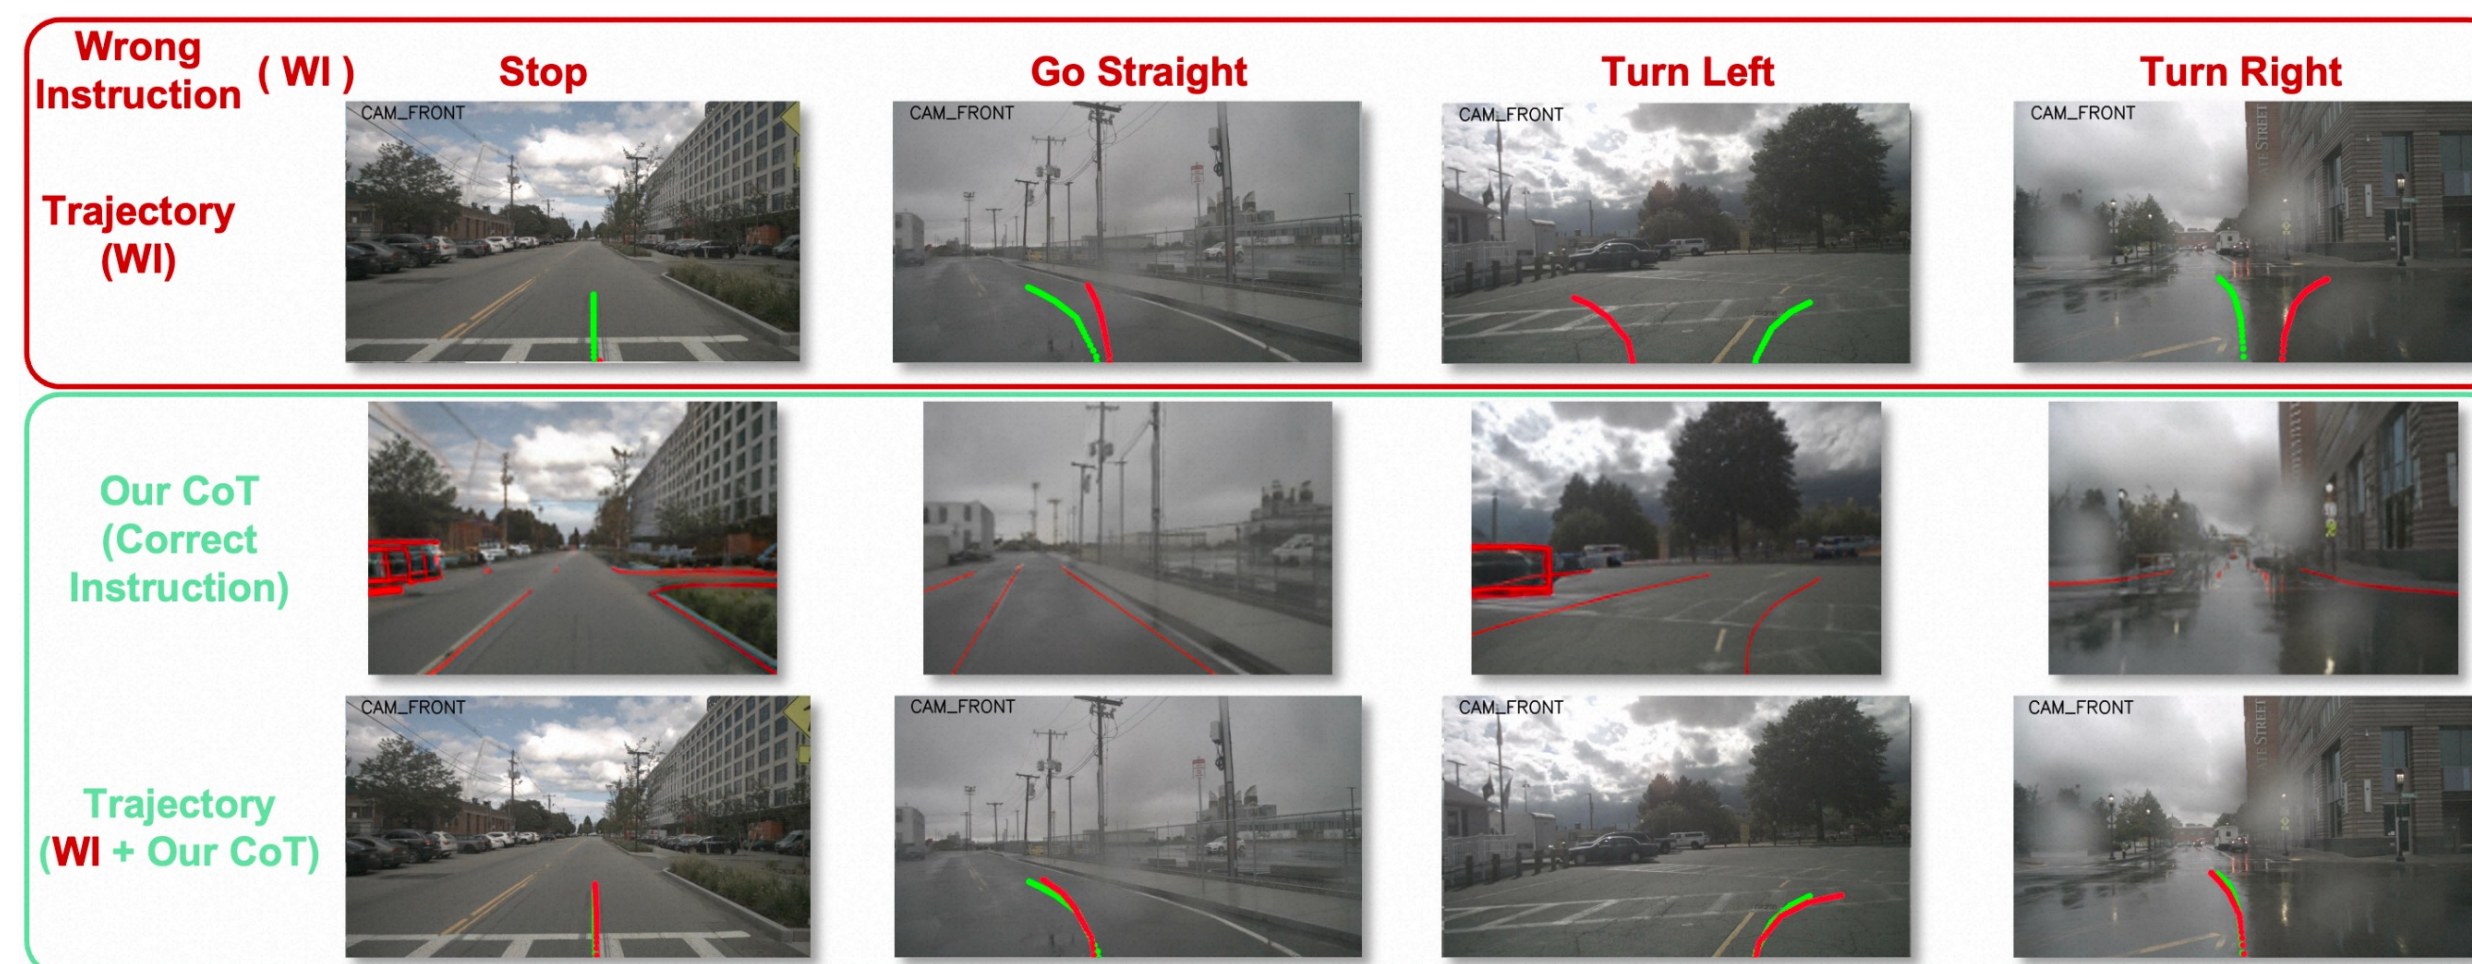 Wrong
Instruction
( WI )
Stop
Go Straight
Turn Left
Turn Right
Trajectory
(WI)
CAM_FRONT
CAM_FRONT
CAM_FRONT
CAM_FRONT
Our CoT
(Correct
Instruction)
Trajectory
(WI + Our CoT)
CAM_FRONT
CAM_FRONT
CAM_FRONT
CAM_FRONT